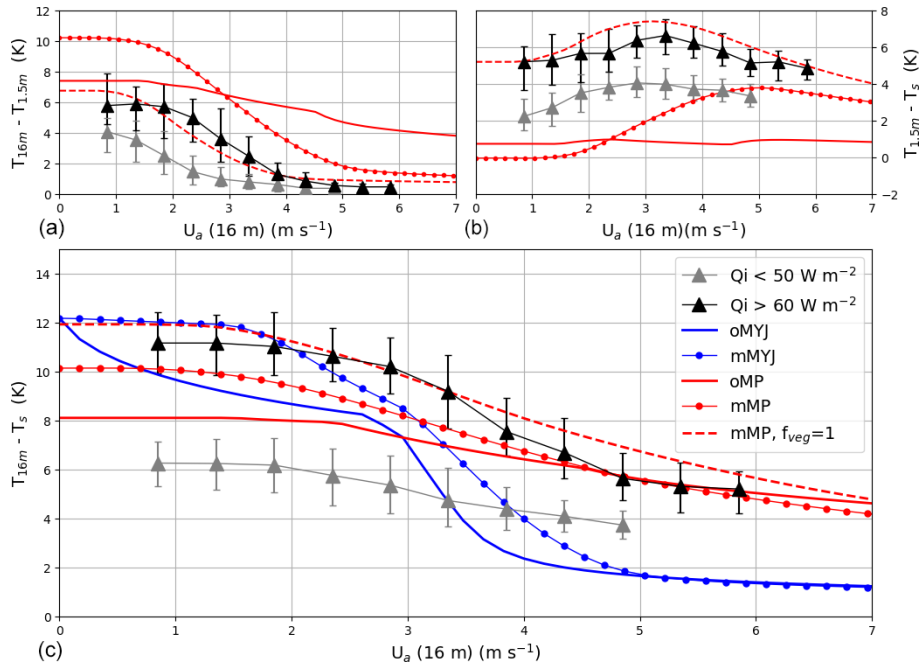 12
10
8
6
4
2
0
T16m - T1.5m (K)
0 1 2 3 4 5 6 7
(a) Ua (16 m) (m s⁻¹)
8
6
4
2
0
−2
T1.5m - Ts (K)
0 1 2 3 4 5 6 7
(b) Ua (16 m)(m s⁻¹)
14
12
10
8
6
4
2
0
T16m - Ts (K)
Qi < 50 W m⁻²
Qi > 60 W m⁻²
oMYJ
mMYJ
oMP
mMP
mMP, fveg=1
0 1 2 3 4 5 6 7
(c) Ua (16 m) (m s⁻¹)